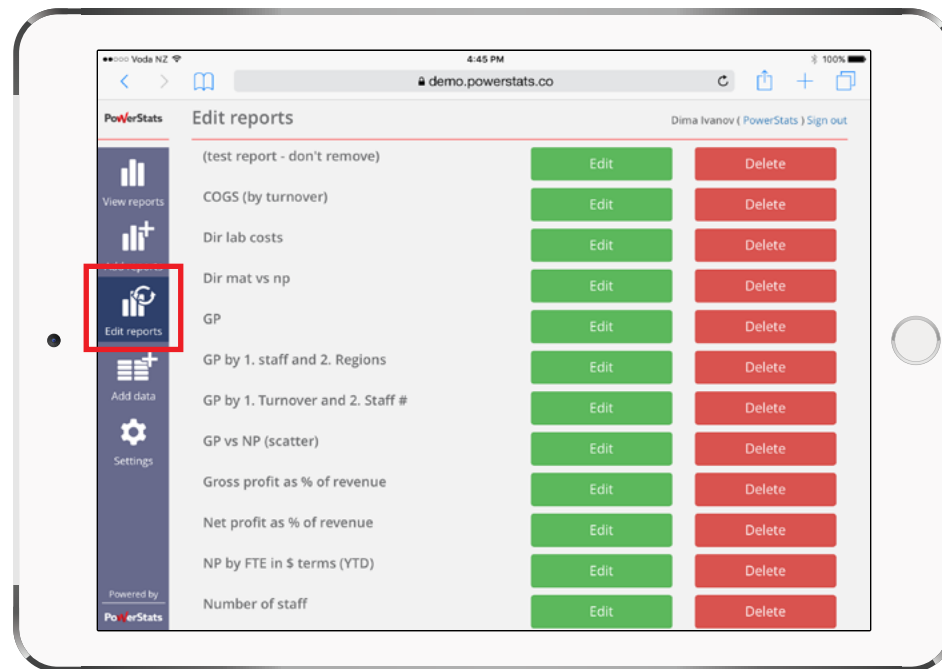 ●●○○○ Voda NZ 4:45 PM 100%
demo.powerstats.co
PoWerStats Edit reports Dima Ivanov ( PowerStats ) Sign out
View reports
Add reports
Edit reports
Add data
Settings
Powered by
PoWerStats
(test report - don't remove) Edit Delete
COGS (by turnover) Edit Delete
Dir lab costs Edit Delete
Dir mat vs np Edit Delete
GP Edit Delete
GP by 1. staff and 2. Regions Edit Delete
GP by 1. Turnover and 2. Staff # Edit Delete
GP vs NP (scatter) Edit Delete
Gross profit as % of revenue Edit Delete
Net profit as % of revenue Edit Delete
NP by FTE in $ terms (YTD) Edit Delete
Number of staff Edit Delete